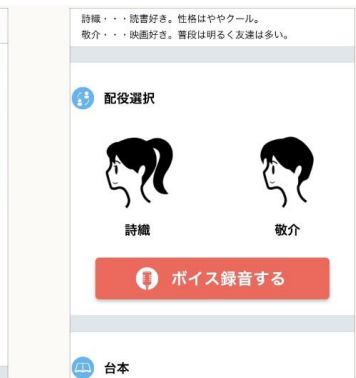 詩織・・・読書好き。性格はややクール。
敬介・・・映画好き。普段は明るく友達は多い。
配役選択
詩織
敬介
ボイス録音する
台本